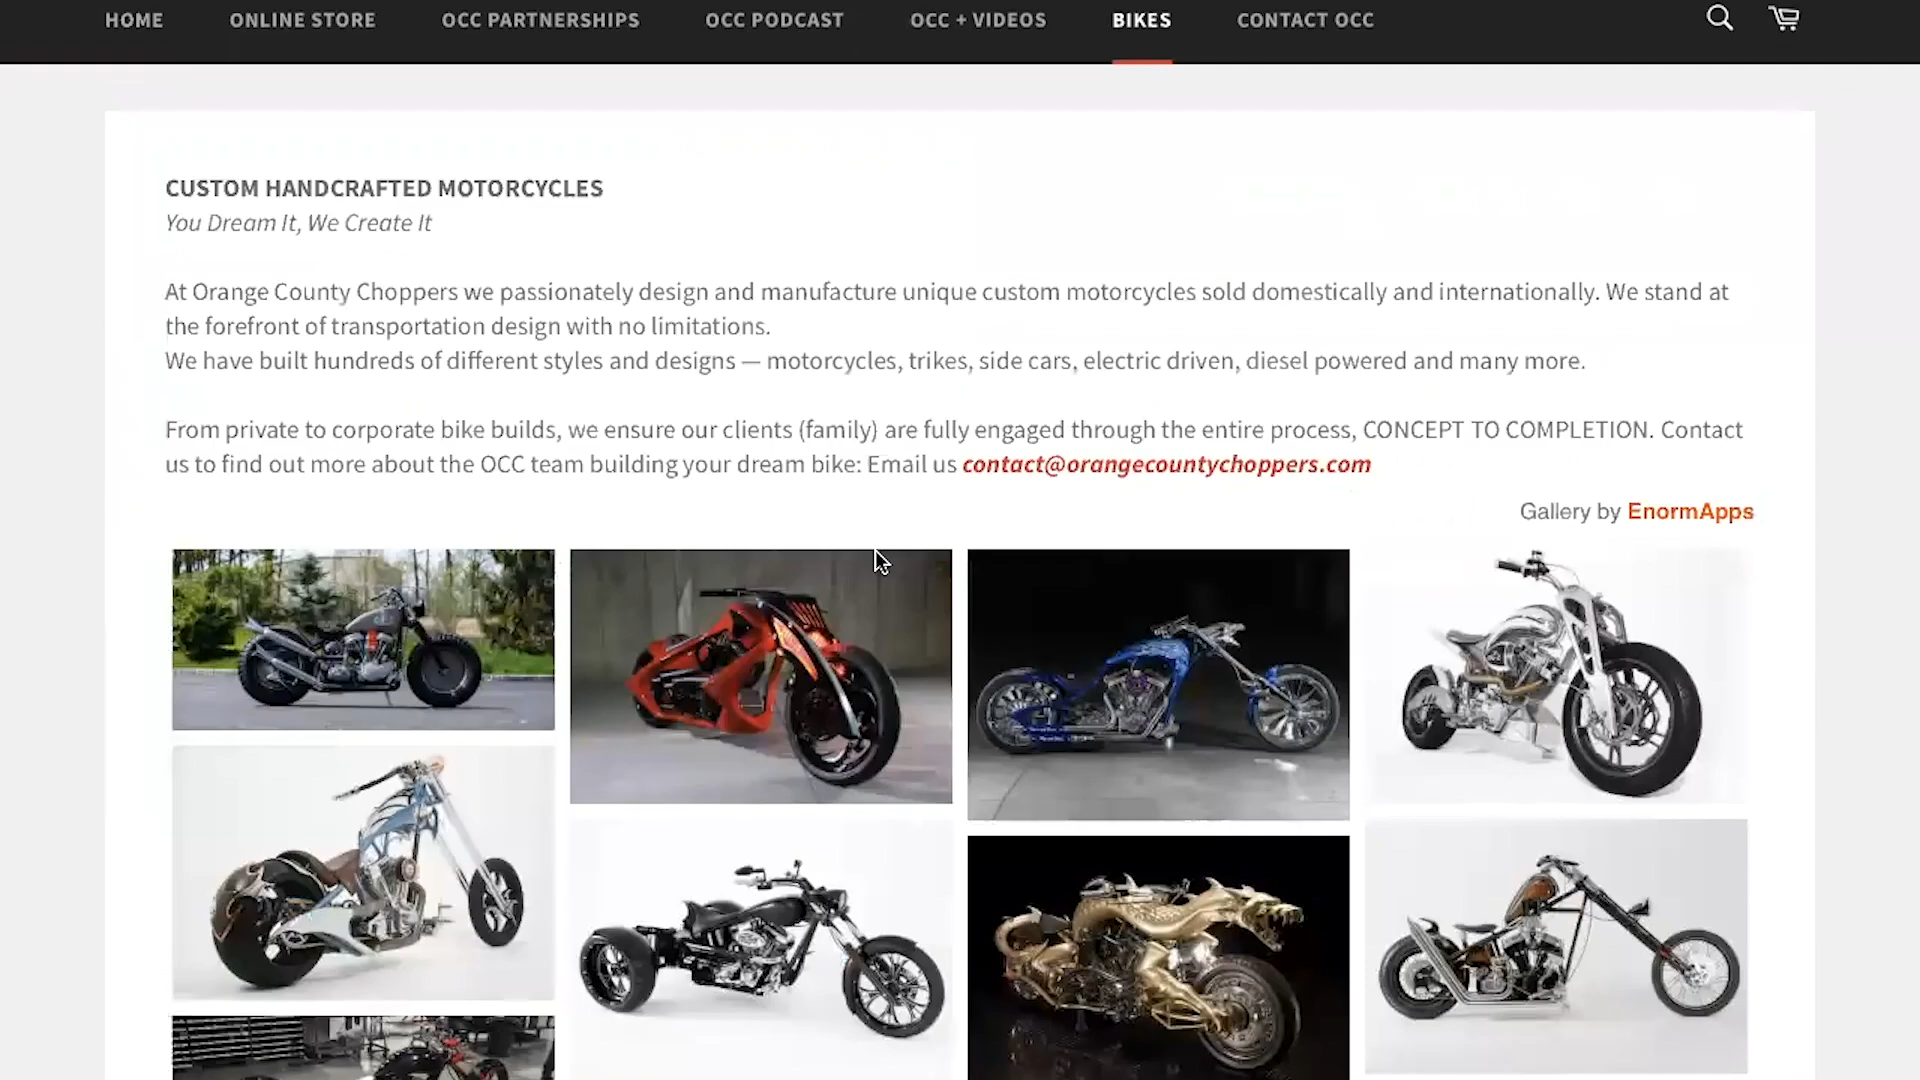 HOME ONLINE STORE OCC PARTNERSHIPS OCC PODCAST OCC + VIDEOS BIKES CONTACT OCC
CUSTOM HANDCRAFTED MOTORCYCLES
You Dream It, We Create It
At Orange County Choppers we passionately design and manufacture unique custom motorcycles sold domestically and internationally. We stand at
the forefront of transportation design with no limitations.
We have built hundreds of different styles and designs — motorcycles, trikes, side cars, electric driven, diesel powered and many more.
From private to corporate bike builds, we ensure our clients (family) are fully engaged through the entire process, CONCEPT TO COMPLETION. Contact
us to find out more about the OCC team building your dream bike: Email us contact@orangecountychoppers.com
Gallery by EnormApps